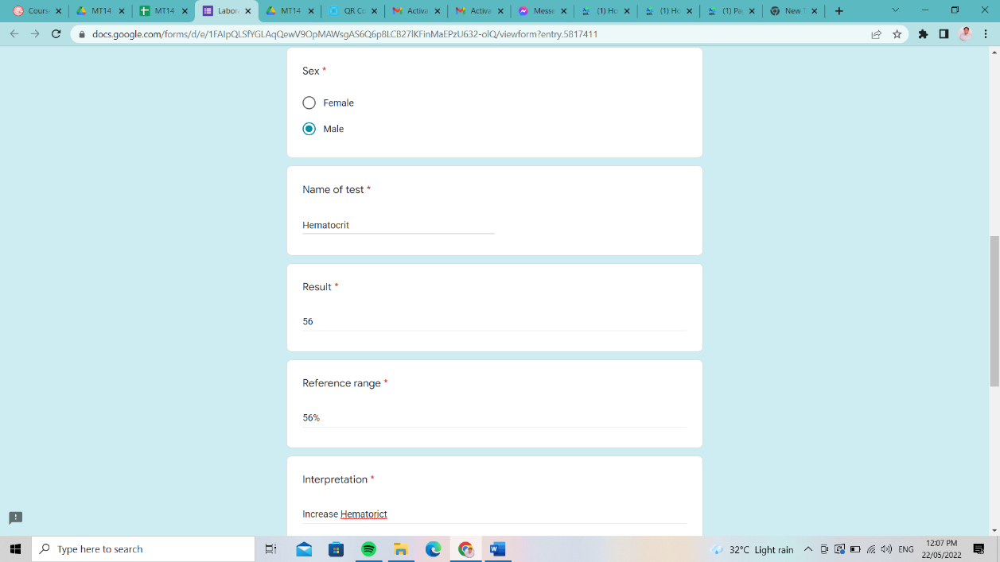 Cours
MT14
MT14
Labor
MT14
QR Co
Activa
Activa
Messe
(1) Ho
(1) Ho
(1) Pa
New T
docs.google.com/forms/d/e/1FAIpQLSfYGLAqQewV9OpMAWsgAS6Q6p8LCB27lKFinMaEPzU632-olQ/viewform?entry.5817411
Sex *
Female
Male
Name of test *
Hematocrit
Result *
56
Reference range *
56%
Interpretation *
Increase Hematorict
Type here to search
32°C Light rain
ENG
12:07 PM
22/05/2022